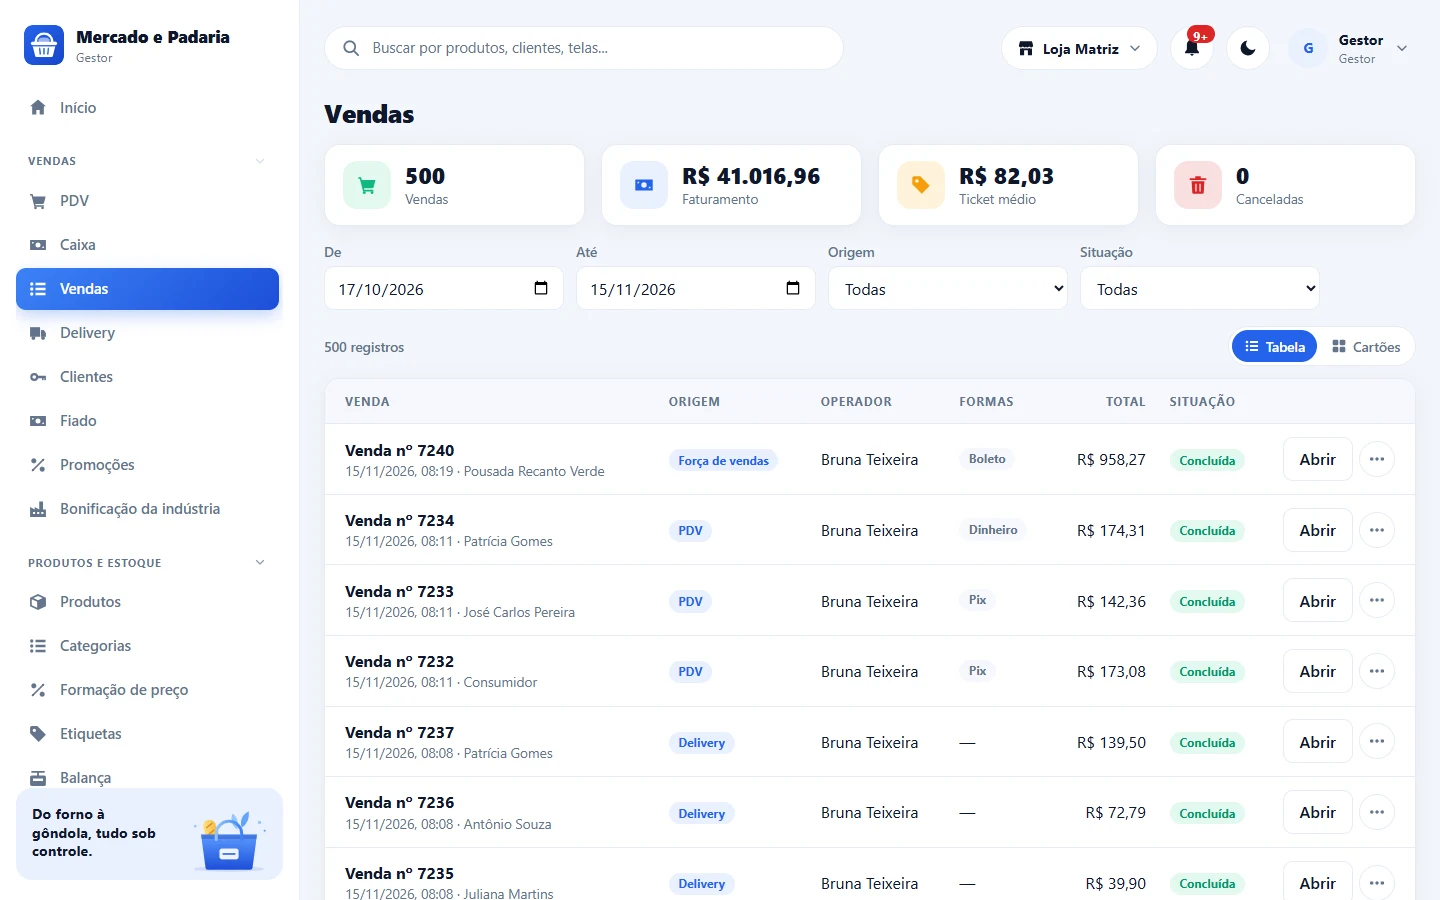 Mercado e Padaria
Gestor
Início
VENDAS
PDV
Caixa
Vendas
Delivery
Clientes
Fiado
Promoções
Bonificação da indústria
PRODUTOS E ESTOQUE
Produtos
Categorias
Formação de preço
Etiquetas
Balança
Do forno à
gôndola, tudo sob
controle.
Buscar por produtos, clientes, telas...
Loja Matriz
9+
G
Gestor
Gestor
Vendas
500
Vendas
R$ 41.016,96
Faturamento
R$ 82,03
Ticket médio
0
Canceladas
De
Até
Origem
Situação
17/10/2026
15/11/2026
Todas
Todas
500 registros
Tabela
Cartões
VENDA ORIGEM OPERADOR FORMAS TOTAL SITUAÇÃO
Venda nº 7240
15/11/2026, 08:19 · Pousada Recanto Verde
Força de vendas Bruna Teixeira Boleto R$ 958,27 Concluída Abrir
Venda nº 7234
15/11/2026, 08:11 · Patrícia Gomes
PDV Bruna Teixeira Dinheiro R$ 174,31 Concluída Abrir
Venda nº 7233
15/11/2026, 08:11 · José Carlos Pereira
PDV Bruna Teixeira Pix R$ 142,36 Concluída Abrir
Venda nº 7232
15/11/2026, 08:11 · Consumidor
PDV Bruna Teixeira Pix R$ 173,08 Concluída Abrir
Venda nº 7237
15/11/2026, 08:08 · Patrícia Gomes
Delivery Bruna Teixeira — R$ 139,50 Concluída Abrir
Venda nº 7236
15/11/2026, 08:08 · Antônio Souza
Delivery Bruna Teixeira — R$ 72,79 Concluída Abrir
Venda nº 7235
15/11/2026, 08:08 · Juliana Martins
Delivery Bruna Teixeira — R$ 39,90 Concluída Abrir